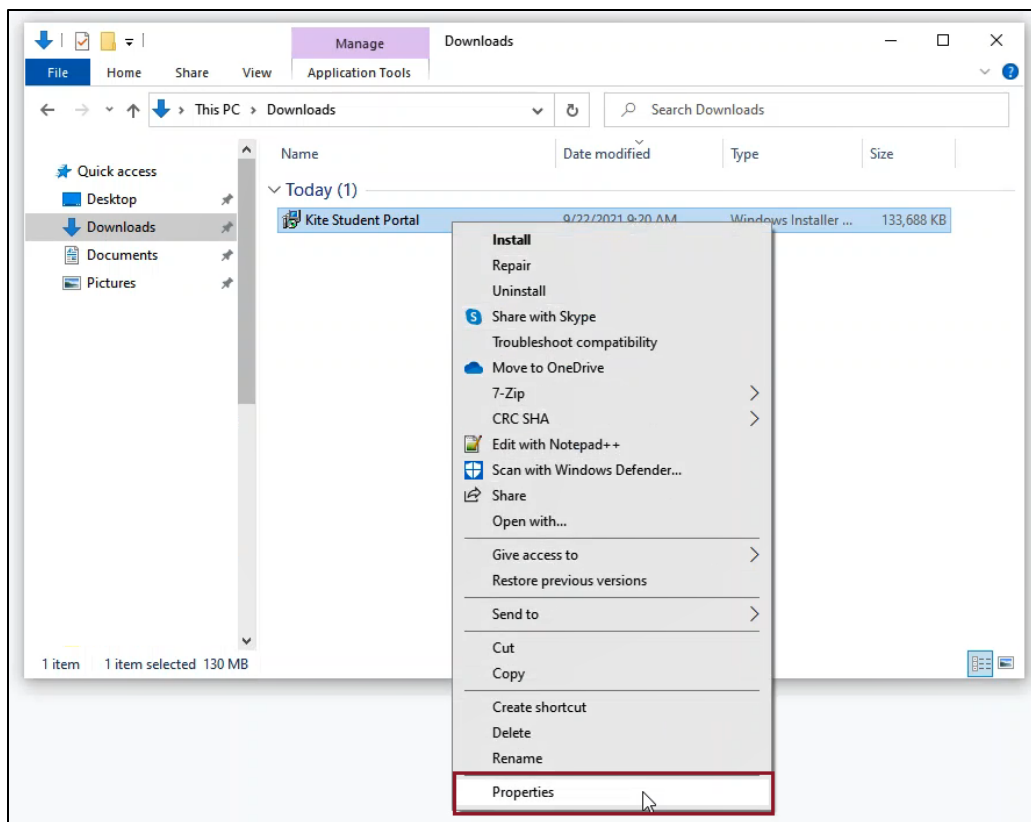 Manage
Downloads
File
Home
Share
View
Application Tools
?
This PC > Downloads
Search Downloads
Name
Date modified
Type
Size
Quick access
Desktop
Downloads
Documents
Pictures
Today (1)
Kite Student Portal
9/22/2021 9:20 AM
Windows Installer ...
133,688 KB
Install
Repair
Uninstall
S
Share with Skype
Troubleshoot compatibility
Move to OneDrive
7-Zip
CRC SHA
Edit with Notepad++
Scan with Windows Defender...
Share
Open with...
Give access to
Restore previous versions
Send to
Cut
Copy
Create shortcut
Delete
Rename
Properties
1 item
1 item selected 130 MB